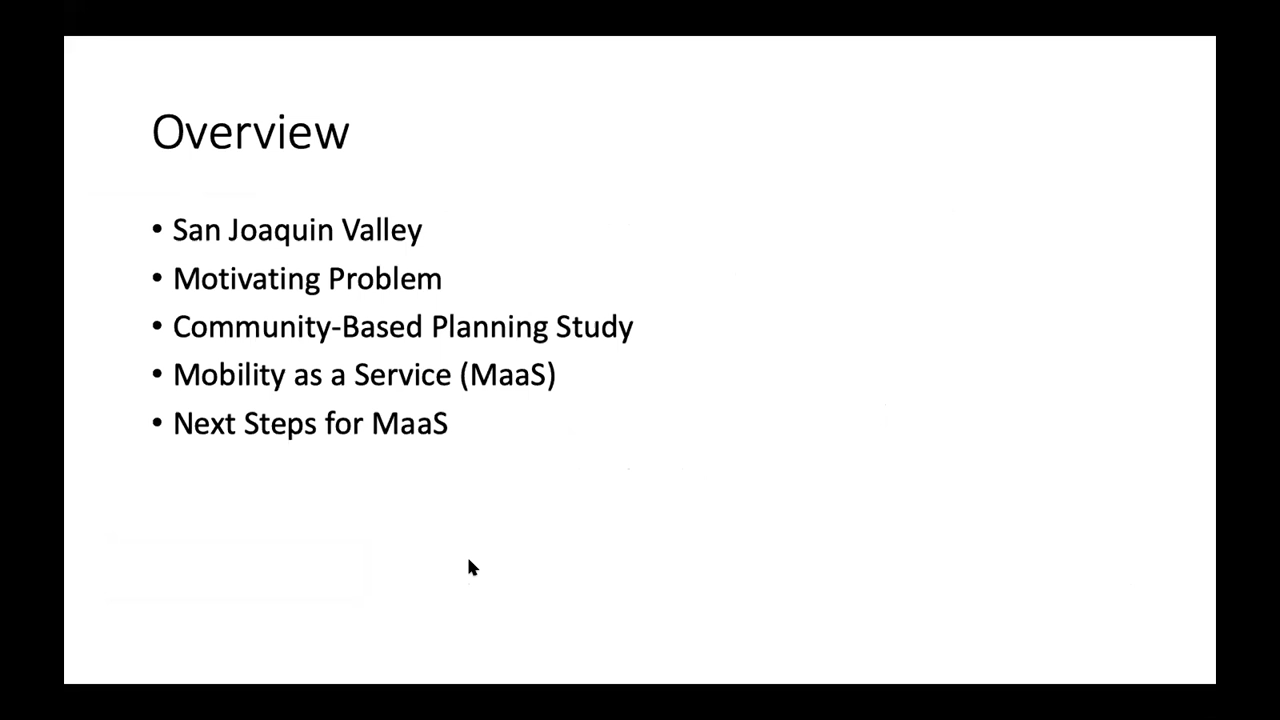 Overview
• San Joaquin Valley
• Motivating Problem
• Community-Based Planning Study
• Mobility as a Service (MaaS)
• Next Steps for MaaS